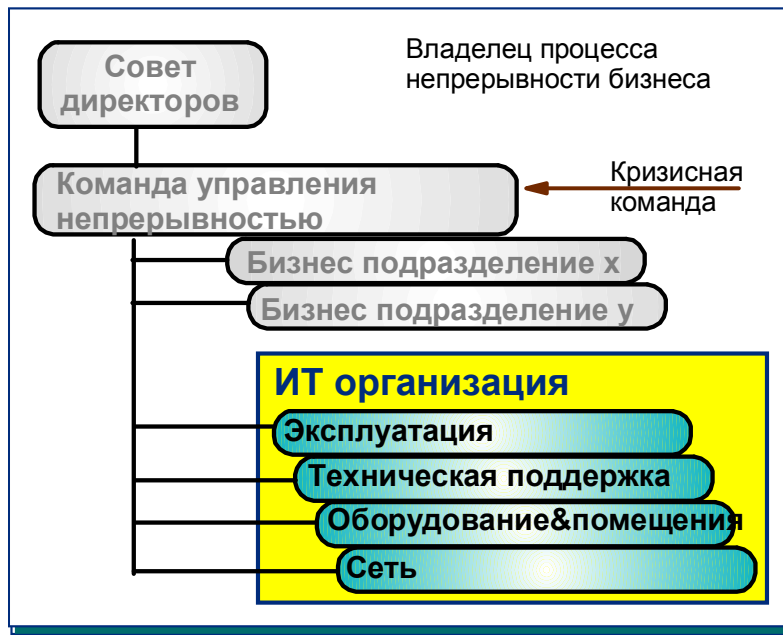 Совет
директоров
Владелец процесса
непрерывности бизнеса
Команда управления
непрерывностью
Кризисная
команда
Бизнес подразделение x
Бизнес подразделение y
ИТ организация
Эксплуатация
Техническая поддержка
Оборудование&помещения
Сеть